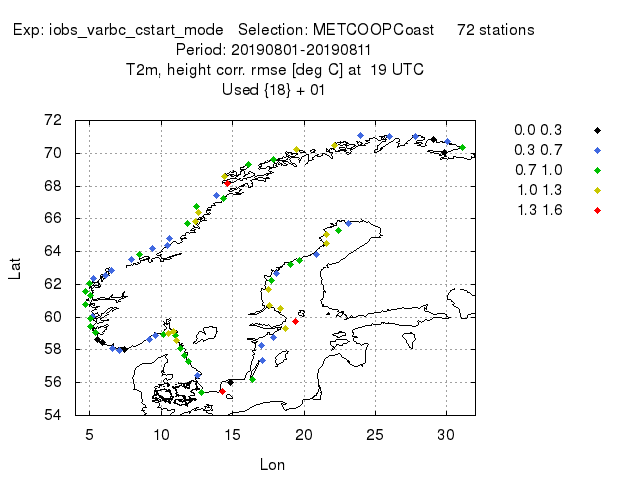 Exp: iobs_varbc_cstart_mode   Selection: METCOOPCoast     72 stations
Period: 20190801-20190811
T2m, height corr. rmse [deg C] at  19 UTC
Used {18} + 01
72
70
68
66
64
62
60
58
56
54
5 10 15 20 25 30
Lat
Lon
0.0 0.3
0.3 0.7
0.7 1.0
1.0 1.3
1.3 1.6